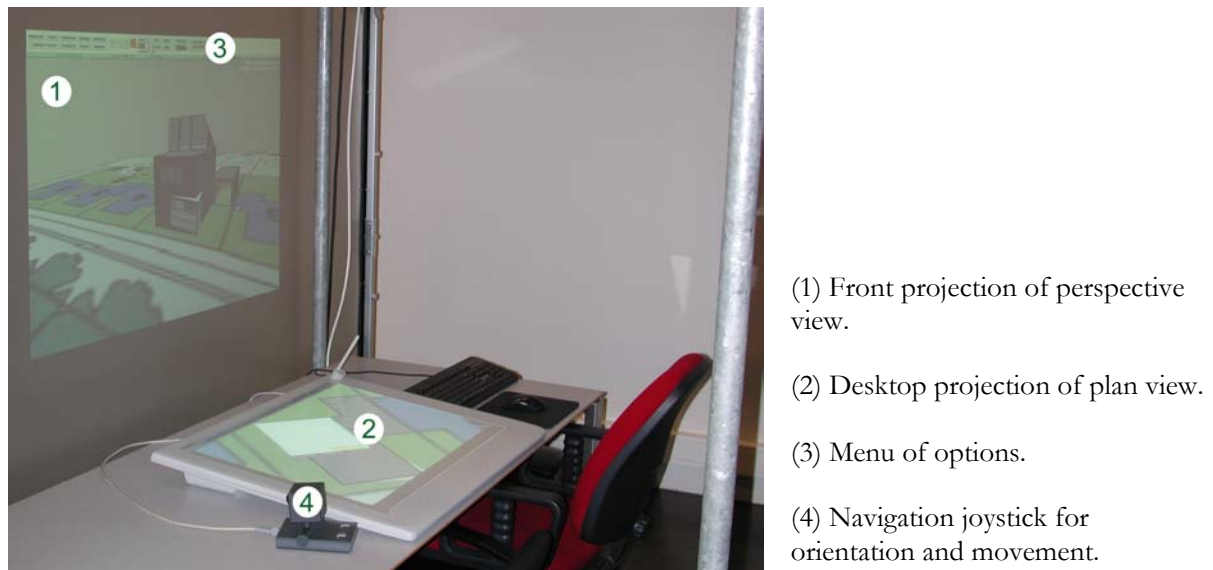 3
1
2
4
(1) Front projection of perspective
view.
(2) Desktop projection of plan view.
(3) Menu of options.
(4) Navigation joystick for
orientation and movement.